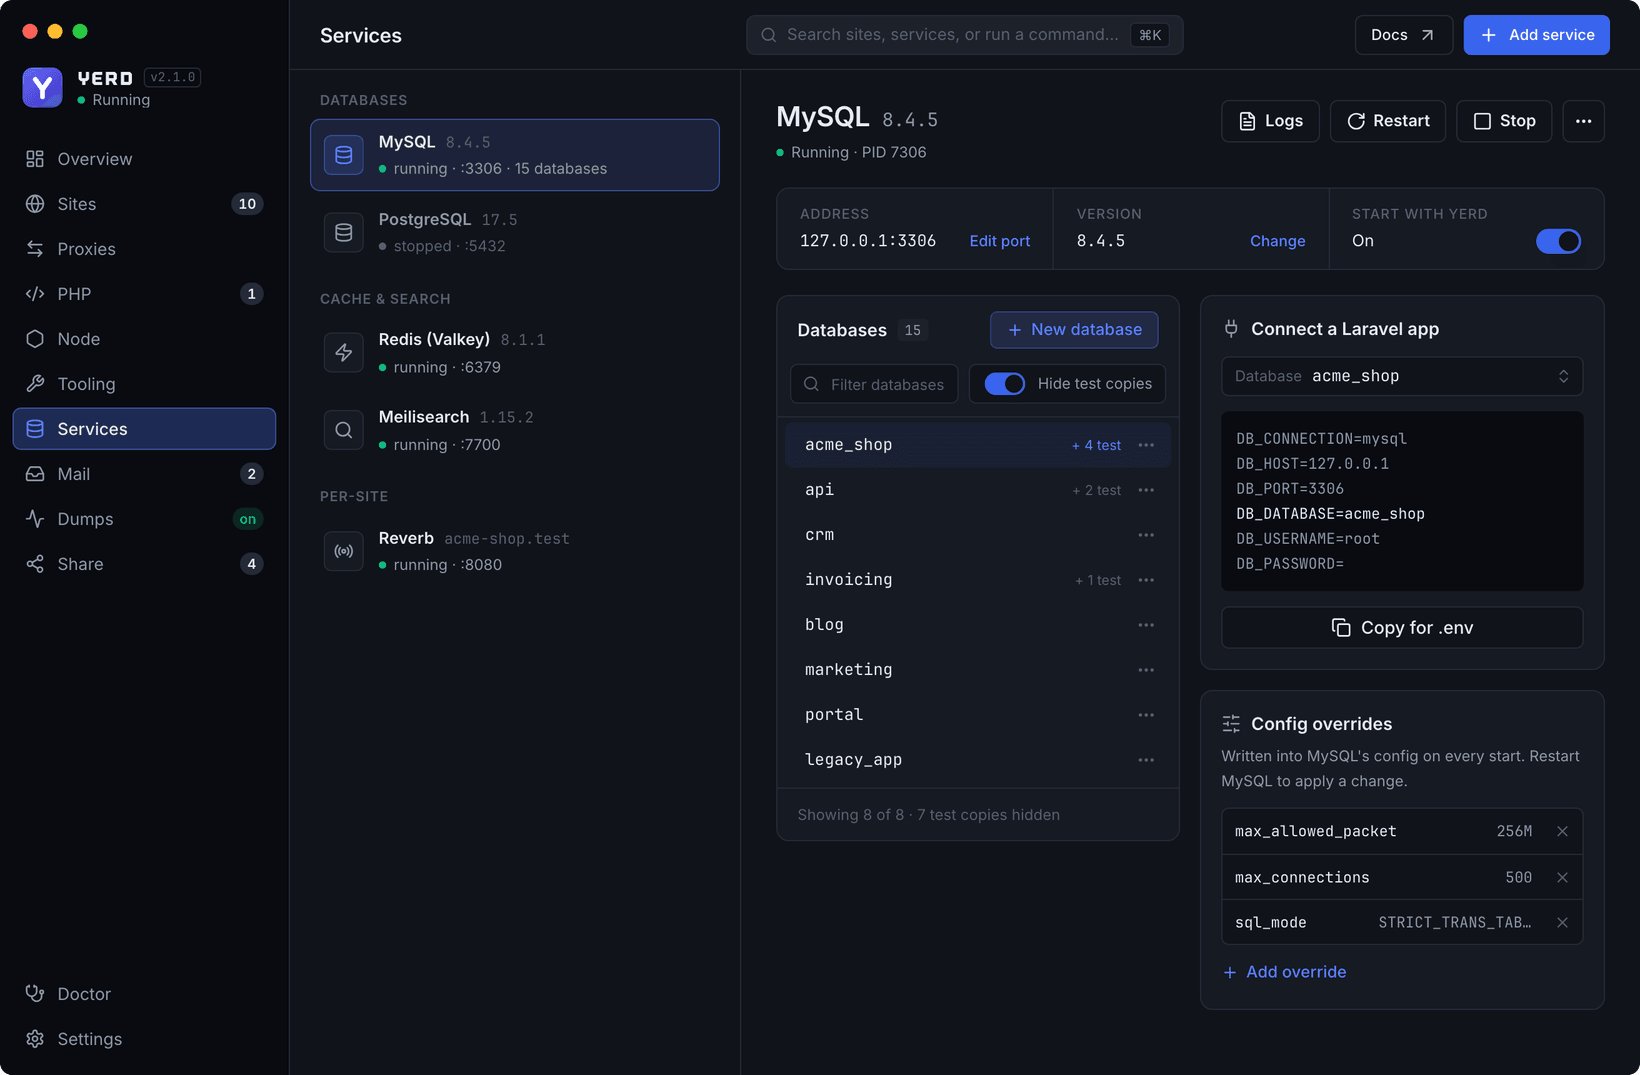 YERD v2.1.0
Running
Overview
Sites 10
Proxies
PHP 1
Node
Tooling
Services
Mail 2
Dumps on
Share 4
Doctor
Settings
Services
Search sites, services, or run a command... ⌘K
Docs
Add service
DATABASES
MySQL 8.4.5
running · :3306 · 15 databases
PostgreSQL 17.5
stopped · :5432
CACHE & SEARCH
Redis (Valkey) 8.1.1
running · :6379
Meilisearch 1.15.2
running · :7700
PER-SITE
Reverb acme-shop.test
running · :8080
MySQL 8.4.5
Running · PID 7306
Logs
Restart
Stop
ADDRESS
127.0.0.1:3306 Edit port
VERSION
8.4.5 Change
START WITH YERD
On
Databases 15
+ New database
Filter databases
Hide test copies
acme_shop + 4 test
api + 2 test
crm
invoicing + 1 test
blog
marketing
portal
legacy_app
Showing 8 of 8 · 7 test copies hidden
Connect a Laravel app
Database acme_shop
DB_CONNECTION=mysql
DB_HOST=127.0.0.1
DB_PORT=3306
DB_DATABASE=acme_shop
DB_USERNAME=root
DB_PASSWORD=
Copy for .env
Config overrides
Written into MySQL's config on every start. Restart
MySQL to apply a change.
max_allowed_packet 256M
max_connections 500
sql_mode STRICT_TRANS_TAB…
+ Add override